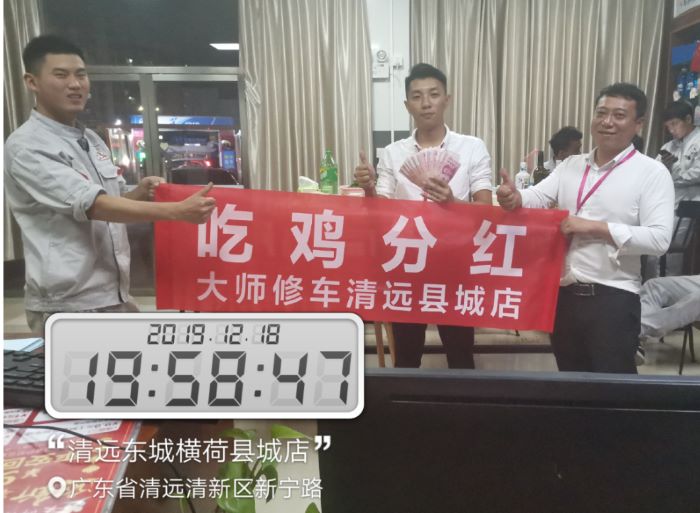 吃鸡分红
大师修车清远县城店
2019.12.18
19:58:47
“清远东城横荷县城店”
广东省清远清新区新宁路